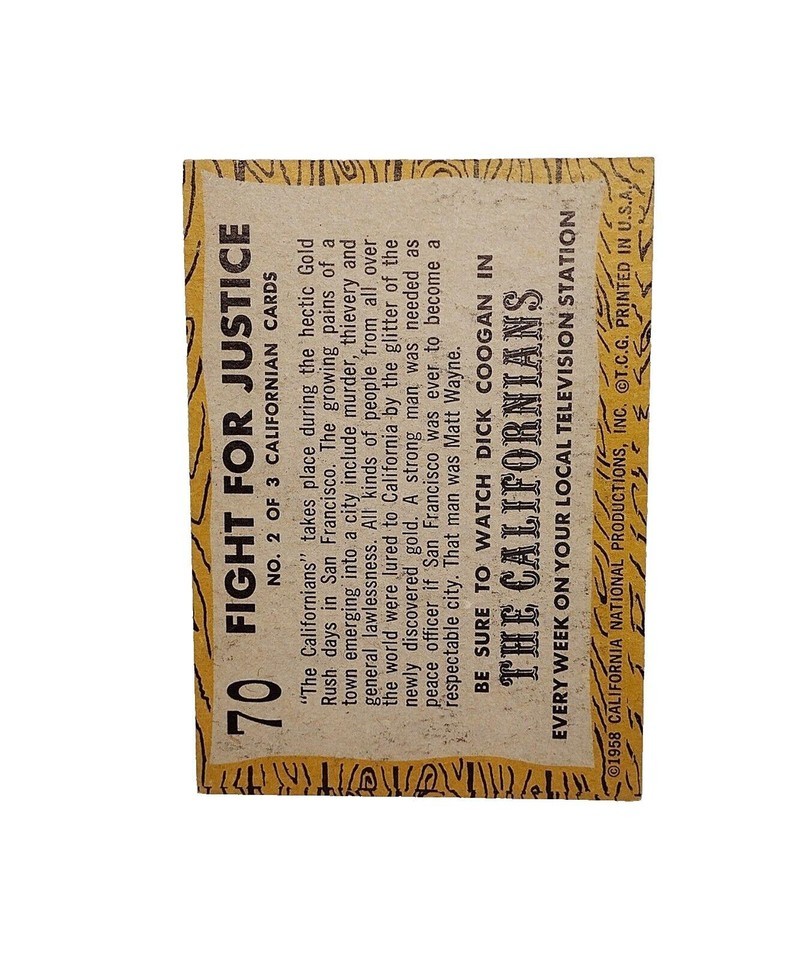 70 FIGHT FOR JUSTICE
NO. 2 OF 3 CALIFORNIAN CARDS
“The Californians” takes place during the hectic Gold
Rush days in San Francisco. The growing pains of a
town emerging into a city include murder, thievery and
general lawlessness. All kinds of people from all over
the world were lured to California by the glitter of the
newly discovered gold. A strong man was needed as
peace officer if San Francisco was ever to become a
respectable city. That man was Matt Wayne.
BE SURE TO WATCH DICK COOGAN IN
THE CALIFORNIANS
EVERY WEEK ON YOUR LOCAL TELEVISION STATION
©1958 CALIFORNIA NATIONAL PRODUCTIONS, INC. ©T.C.G. PRINTED IN U.S.A.